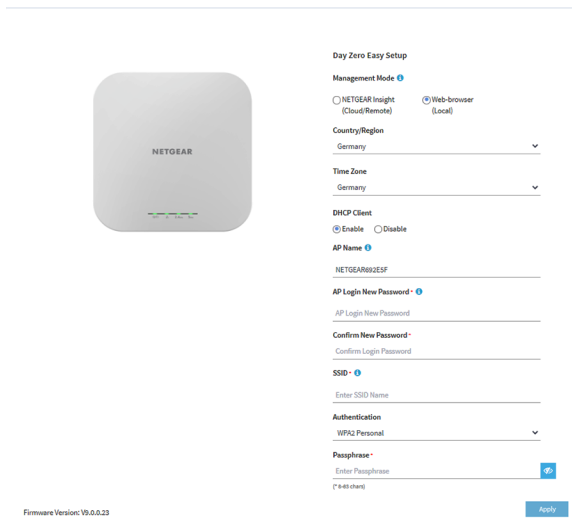 Day Zero Easy Setup
Management Mode
NETGEAR Insight
(Cloud/Remote)
Web-browser
(Local)
Country/Region
Germany
Time Zone
Germany
DHCP Client
Enable
Disable
AP Name
NETGEAR692E5F
AP Login New Password *
AP Login New Password
Confirm New Password *
Confirm Login Password
SSID *
Enter SSID Name
Authentication
WPA2 Personal
Passphrase *
Enter Passphrase
(* 8-63 chars)
Apply
NETGEAR
Firmware Version: V9.0.0.23